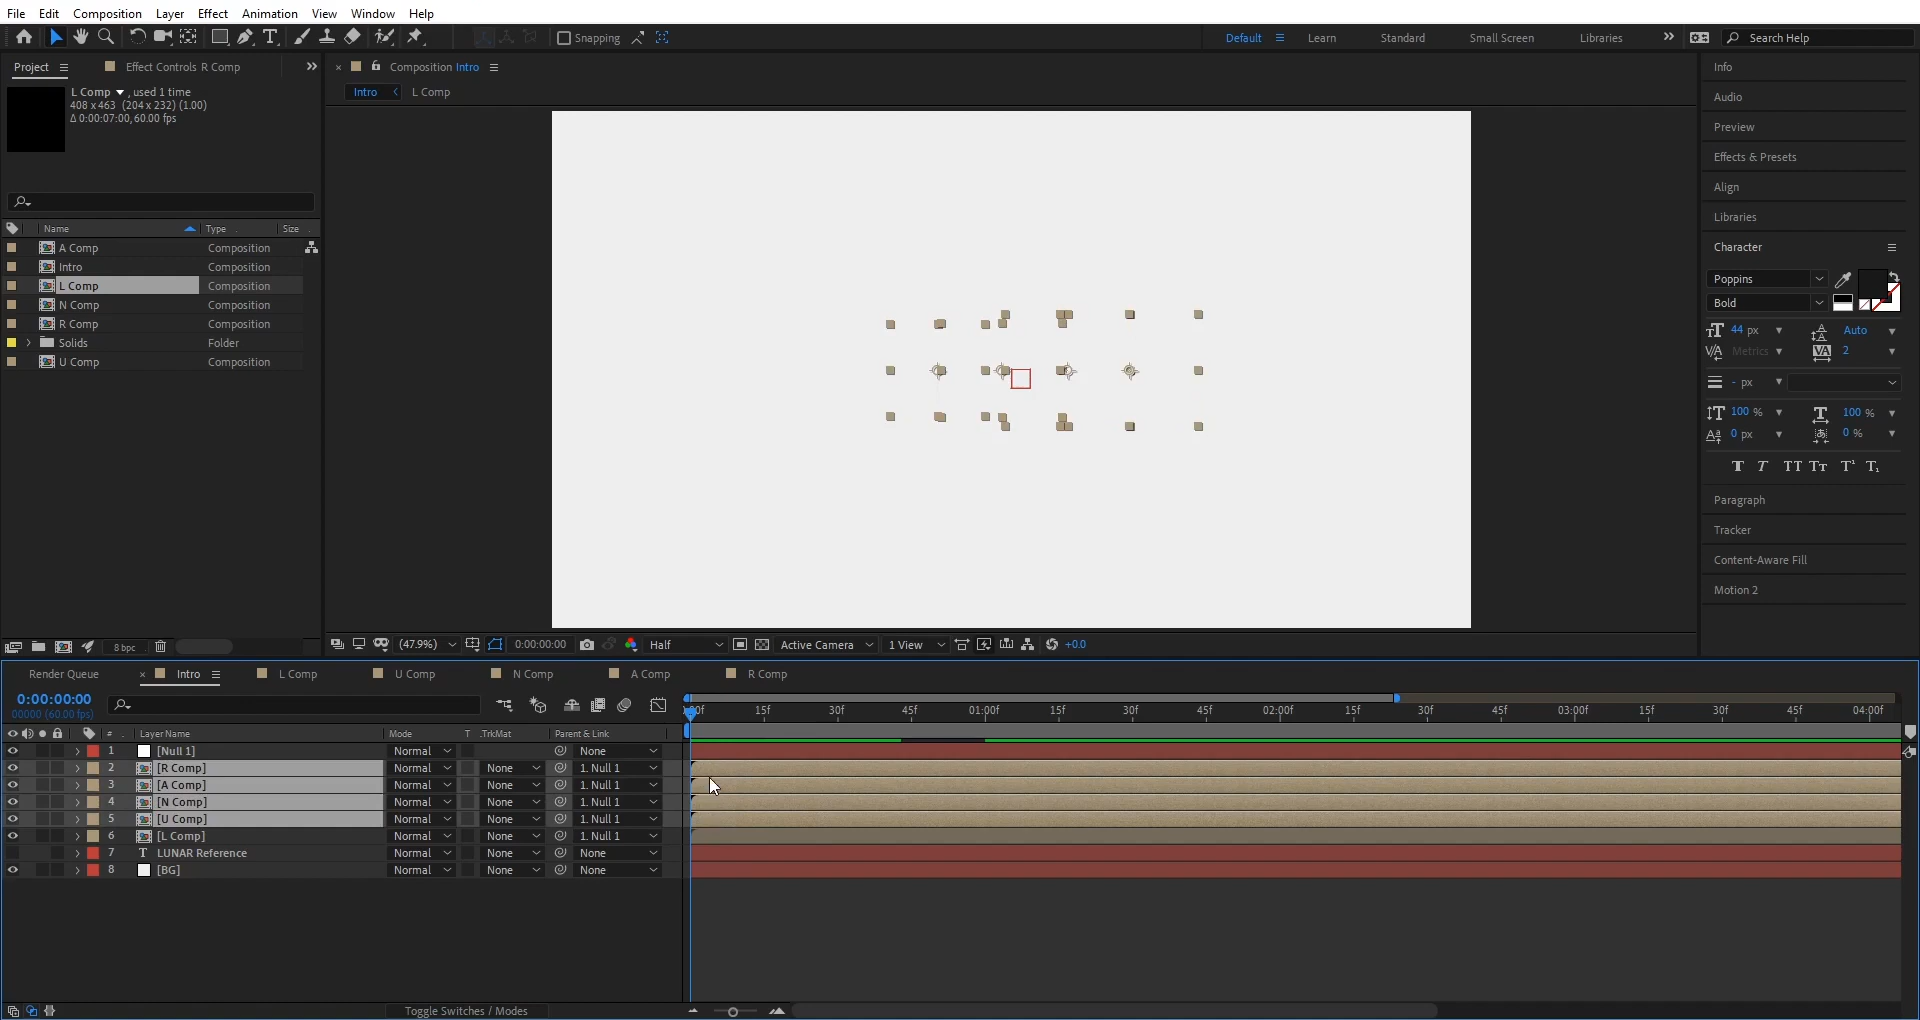 File Edit Composition Layer Effect Animation View Window Help
Snapping
Default Learn Standard Small Screen Libraries Search Help
Project Effect Controls R Comp
Composition Intro
Intro L Comp
L Comp , used 1 time
408 x 463 (204 x 232) (1.00)
Δ 0:00:07:00, 60.00 fps
Name Type Size
A Comp Composition
Intro Composition
L Comp Composition
N Comp Composition
R Comp Composition
Solids Folder
U Comp Composition
8 bpc
(47.9%) 0:00:00:00 Half Active Camera 1 View +0.0
Info
Audio
Preview
Effects & Presets
Align
Libraries
Character
Poppins
Bold
44 px Auto
Metrics 2
- px
100 % 100 %
0 px 0 %
T T TT Tт T¹ T₁
Paragraph
Tracker
Content-Aware Fill
Motion 2
Render Queue Intro L Comp U Comp N Comp A Comp R Comp
0:00:00:00
00000 (60.00 fps)
15f 30f 45f 01:00f 15f 30f 45f 02:00f 15f 30f 45f 03:00f 15f 30f 45f 04:00f
# Layer Name Mode T .TrkMat Parent & Link
1 [Null 1] Normal None
2 [R Comp] Normal None 1. Null 1
3 [A Comp] Normal None 1. Null 1
4 [N Comp] Normal None 1. Null 1
5 [U Comp] Normal None 1. Null 1
6 [L Comp] Normal None 1. Null 1
7 T LUNAR Reference Normal None None
8 [BG] Normal None None
Toggle Switches / Modes